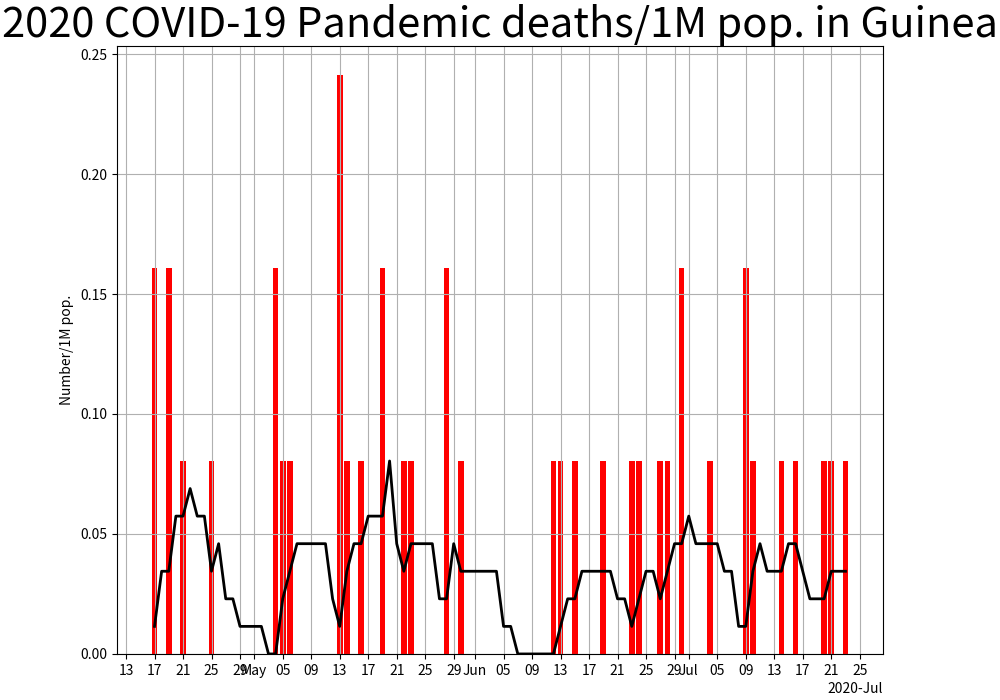 2020 COVID-19 Pandemic deaths/1M pop. in Guinea
0.25
0.20
0.15
0.10
0.05
0.00
Number/1M pop.
13 17 21 25 29 May 05 09 13 17 21 25 29 Jun 05 09 13 17 21 25 29 Jul 05 09 13 17 21 25
2020-Jul